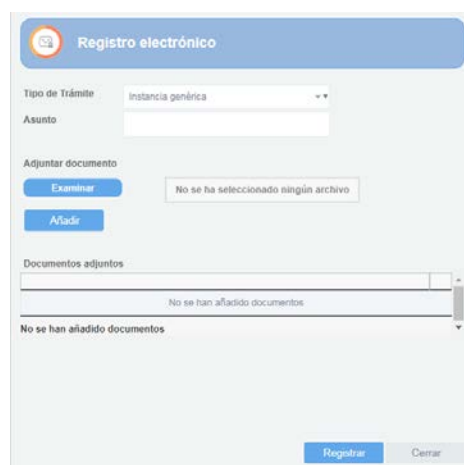 Registro electrónico
Tipo de Trámite
Instancia genérica
Asunto
Adjuntar documento
Examinar
No se ha seleccionado ningún archivo
Añadir
Documentos adjuntos
No se han añadido documentos
No se han añadido documentos
Registrar Cerrar